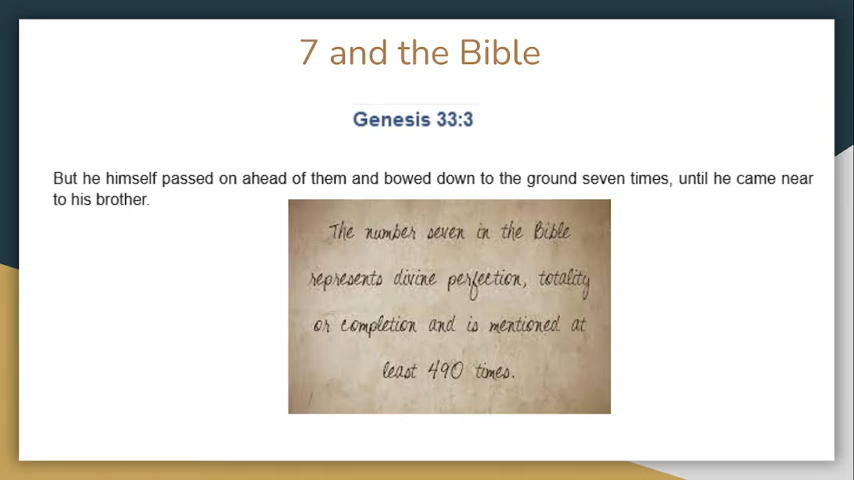 7 and the Bible
Genesis 33:3
But he himself passed on ahead of them and bowed down to the ground seven times, until he came near
to his brother.
The number seven in the Bible
represents divine perfection, totality
or completion and is mentioned at
least 490 times.